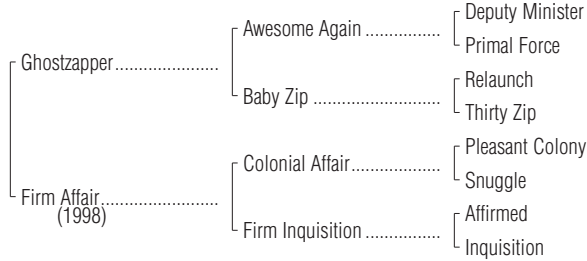 Deputy Minister
Awesome Again ..................
Primal Force
Ghostzapper.......................
Relaunch
Baby Zip ............................
Thirty Zip
Pleasant Colony
Colonial Affair....................
Snuggle
Firm Affair..........................
(1998)
Affirmed
Firm Inquisition .................
Inquisition